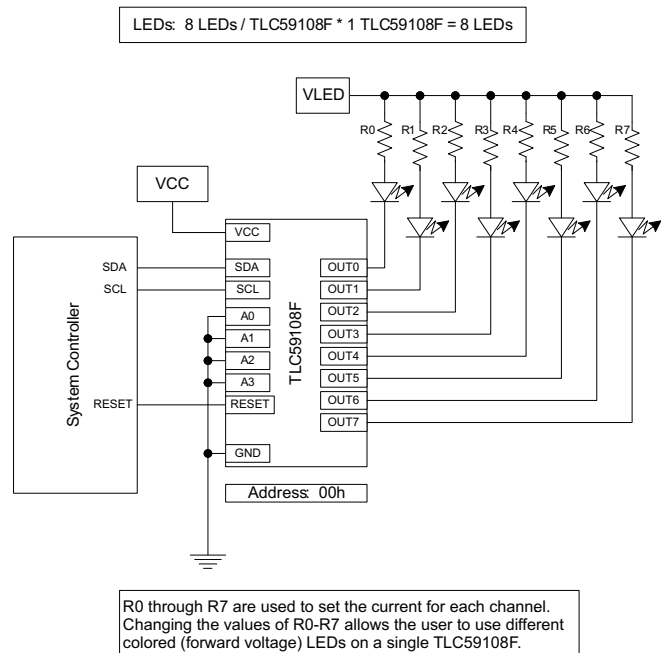 LEDs: 8 LEDs / TLC59108F * 1 TLC59108F = 8 LEDs
VLED
R0 R1 R2 R3 R4 R5 R6 R7
VCC
VCC
SDA SDA OUT0
SCL SCL OUT1
A0 OUT2
A1 OUT3
A2 OUT4
A3 OUT5
RESET RESET OUT6
OUT7
GND
System Controller
TLC59108F
Address: 00h
R0 through R7 are used to set the current for each channel.
Changing the values of R0-R7 allows the user to use different
colored (forward voltage) LEDs on a single TLC59108F.